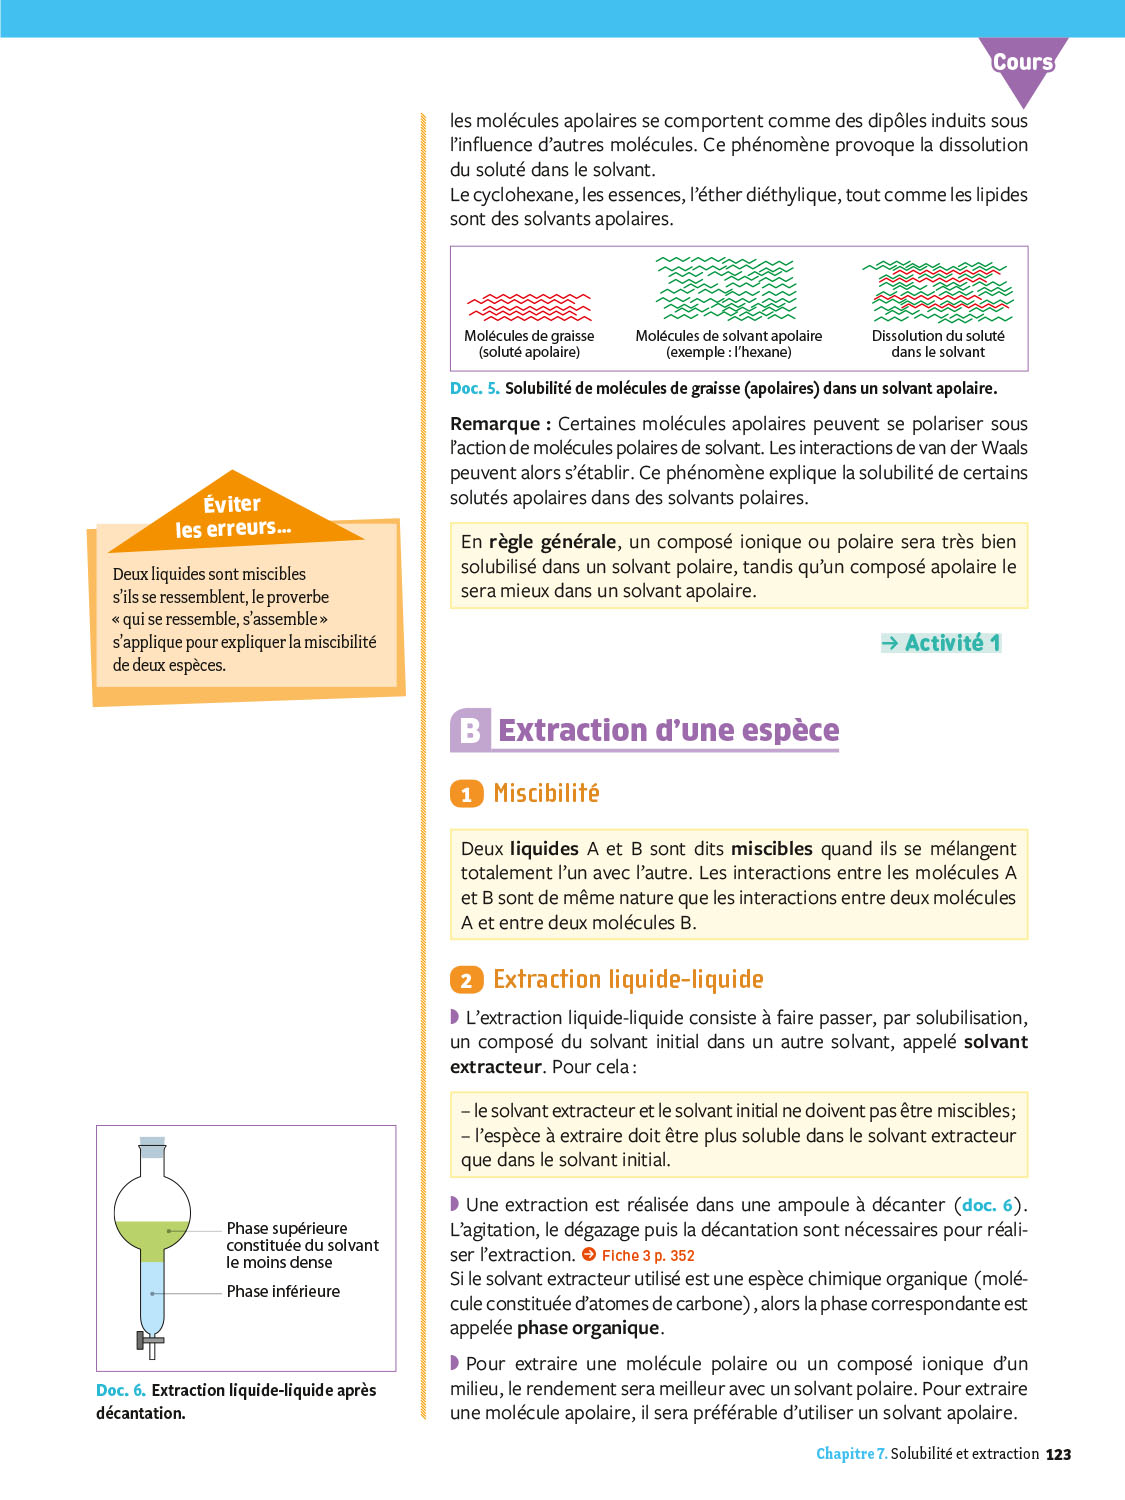 Cours
les molécules apolaires se comportent comme des dipôles induits sous
l'influence d'autres molécules. Ce phénomène provoque la dissolution
du soluté dans le solvant.
Le cyclohexane, les essences, l'éther diéthylique, tout comme les lipides
sont des solvants apolaires.
Molécules de graisse
(soluté apolaire)
Molécules de solvant apolaire
(exemple : l'hexane)
Dissolution du soluté
dans le solvant
Doc. 5. Solubilité de molécules de graisse (apolaires) dans un solvant apolaire.
Remarque : Certaines molécules apolaires peuvent se polariser sous
l'action de molécules polaires de solvant. Les interactions de van der Waals
peuvent alors s'établir. Ce phénomène explique la solubilité de certains
solutés apolaires dans des solvants polaires.
Éviter
les erreurs...
Deux liquides sont miscibles
s'ils se ressemblent, le proverbe
« qui se ressemble, s'assemble »
s'applique pour expliquer la miscibilité
de deux espèces.
En règle générale, un composé ionique ou polaire sera très bien
solubilisé dans un solvant polaire, tandis qu'un composé apolaire le
sera mieux dans un solvant apolaire.
→ Activité 1
B Extraction d'une espèce
1 Miscibilité
Deux liquides A et B sont dits miscibles quand ils se mélangent
totalement l'un avec l'autre. Les interactions entre les molécules A
et B sont de même nature que les interactions entre deux molécules
A et entre deux molécules B.
2 Extraction liquide-liquide
L'extraction liquide-liquide consiste à faire passer, par solubilisation,
un composé du solvant initial dans un autre solvant, appelé solvant
extracteur. Pour cela :
– le solvant extracteur et le solvant initial ne doivent pas être miscibles ;
– l'espèce à extraire doit être plus soluble dans le solvant extracteur
que dans le solvant initial.
Une extraction est réalisée dans une ampoule à décanter (doc. 6).
L'agitation, le dégazage puis la décantation sont nécessaires pour réali-
ser l'extraction. → Fiche 3 p. 352
Si le solvant extracteur utilisé est une espèce chimique organique (molé-
cule constituée d'atomes de carbone), alors la phase correspondante est
appelée phase organique.
Pour extraire une molécule polaire ou un composé ionique d'un
milieu, le rendement sera meilleur avec un solvant polaire. Pour extraire
une molécule apolaire, il sera préférable d'utiliser un solvant apolaire.
Phase supérieure
constituée du solvant
le moins dense
Phase inférieure
Doc. 6. Extraction liquide-liquide après
décantation.
Chapitre 7. Solubilité et extraction 123